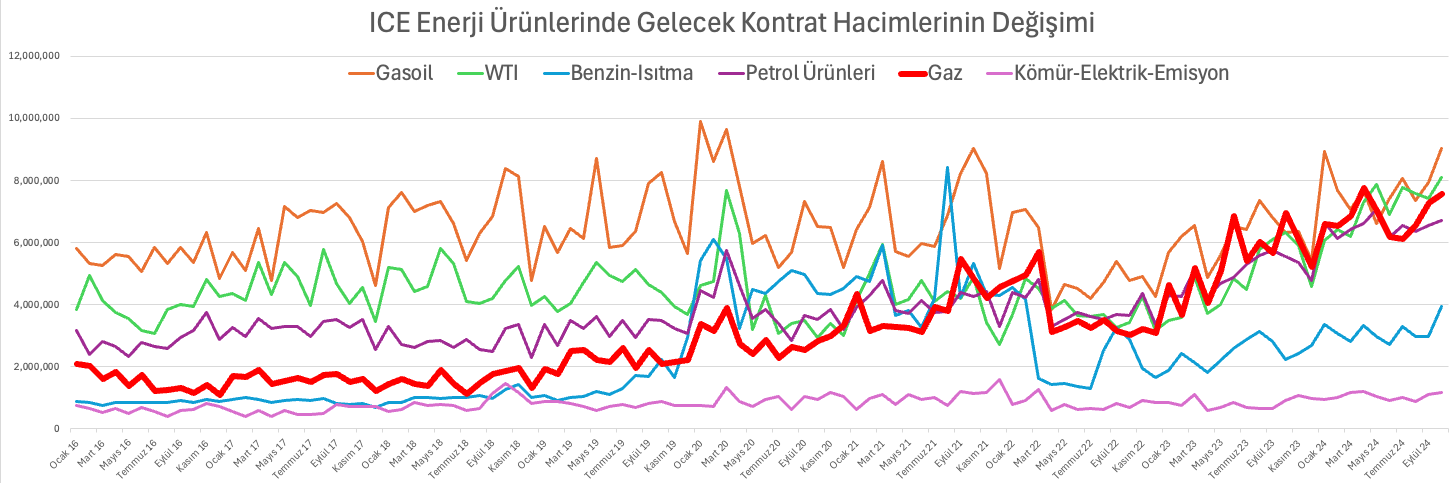 ICE Enerji Ürünlerinde Gelecek Kontrat Hacimlerinin Değişimi
12,000,000
Gasoil WTI Benzin-Isıtma Petrol Ürünleri Gaz Kömür-Elektrik-Emisyon
10,000,000
8,000,000
6,000,000
4,000,000
2,000,000
0
Ocak 16 Mart 16 Mayıs 16 Temmuz 16 Eylül 16 Kasım 16 Ocak 17 Mart 17 Mayıs 17 Temmuz 17 Eylül 17 Kasım 17 Ocak 18 Mart 18 Mayıs 18 Temmuz 18 Eylül 18 Kasım 18 Ocak 19 Mart 19 Mayıs 19 Temmuz 19 Eylül 19 Kasım 19 Ocak 20 Mart 20 Mayıs 20 Temmuz 20 Eylül 20 Kasım 20 Ocak 21 Mart 21 Mayıs 21 Temmuz 21 Eylül 21 Kasım 21 Ocak 22 Mart 22 Mayıs 22 Temmuz 22 Eylül 22 Kasım 22 Ocak 23 Mart 23 Mayıs 23 Temmuz 23 Eylül 23 Kasım 23 Ocak 24 Mart 24 Mayıs 24 Temmuz 24 Eylül 24